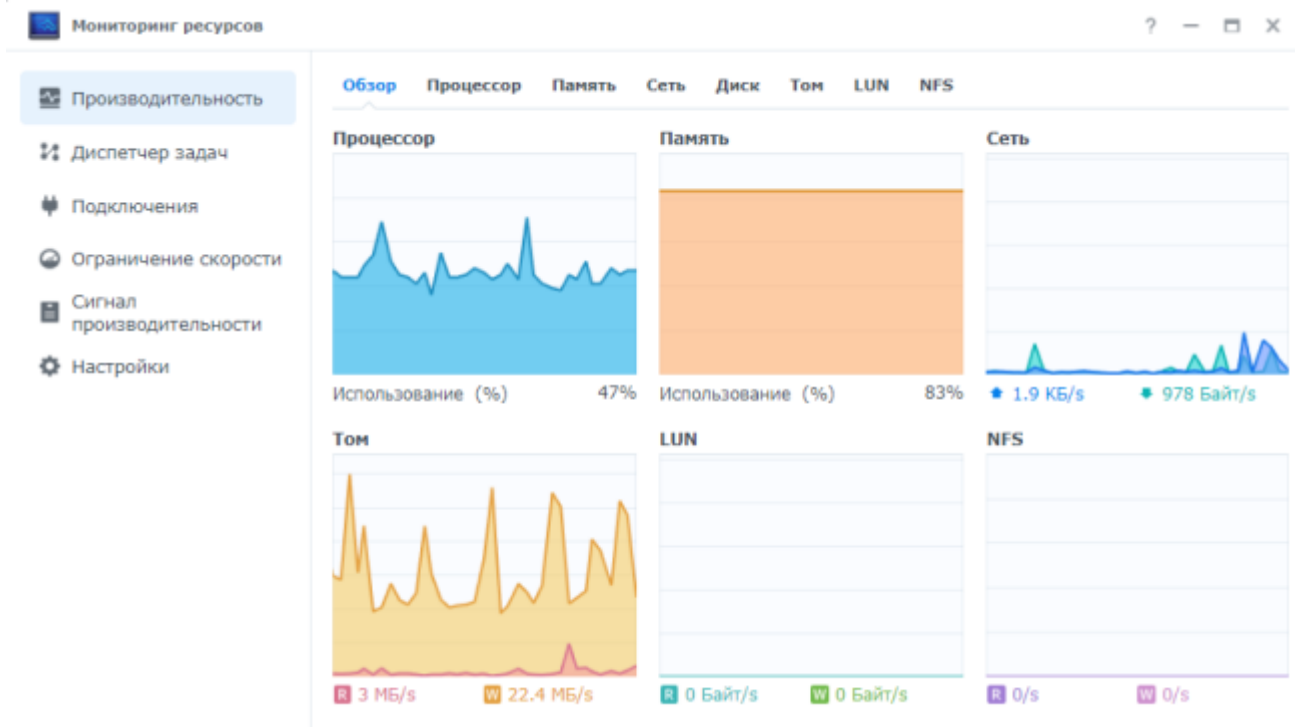 Мониторинг ресурсов
?
Производительность
Диспетчер задач
Подключения
Ограничение скорости
Сигнал
производительности
Настройки
Обзор Процессор Память Сеть Диск Том LUN NFS
Процессор
Использование (%) 47%
Память
Использование (%) 83%
Сеть
1.9 КБ/s 978 Байт/s
Том
R 3 МБ/s W 22.4 МБ/s
LUN
R 0 Байт/s W 0 Байт/s
NFS
R 0/s W 0/s